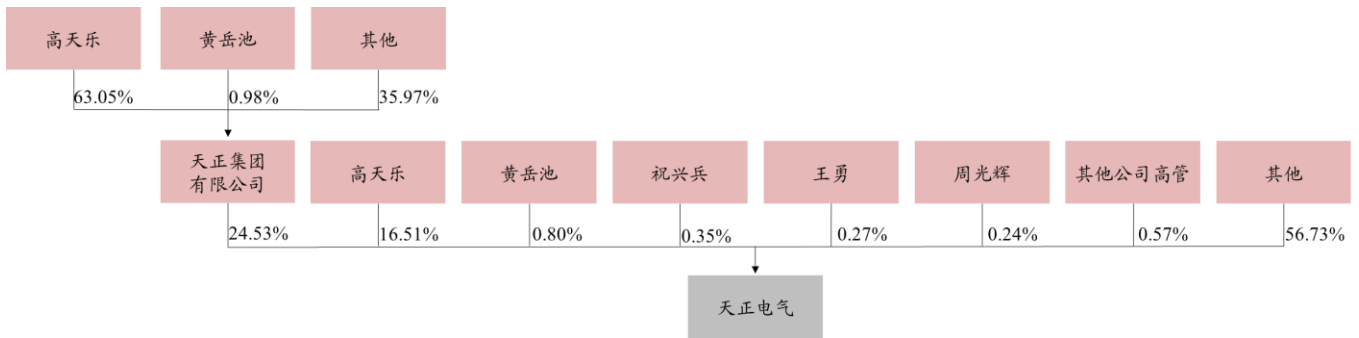 高天乐
黄岳池
其他
63.05%
0.98%
35.97%
天正集团
有限公司
高天乐
黄岳池
祝兴兵
王勇
周光辉
其他公司高管
其他
24.53%
16.51%
0.80%
0.35%
0.27%
0.24%
0.57%
56.73%
天正电气